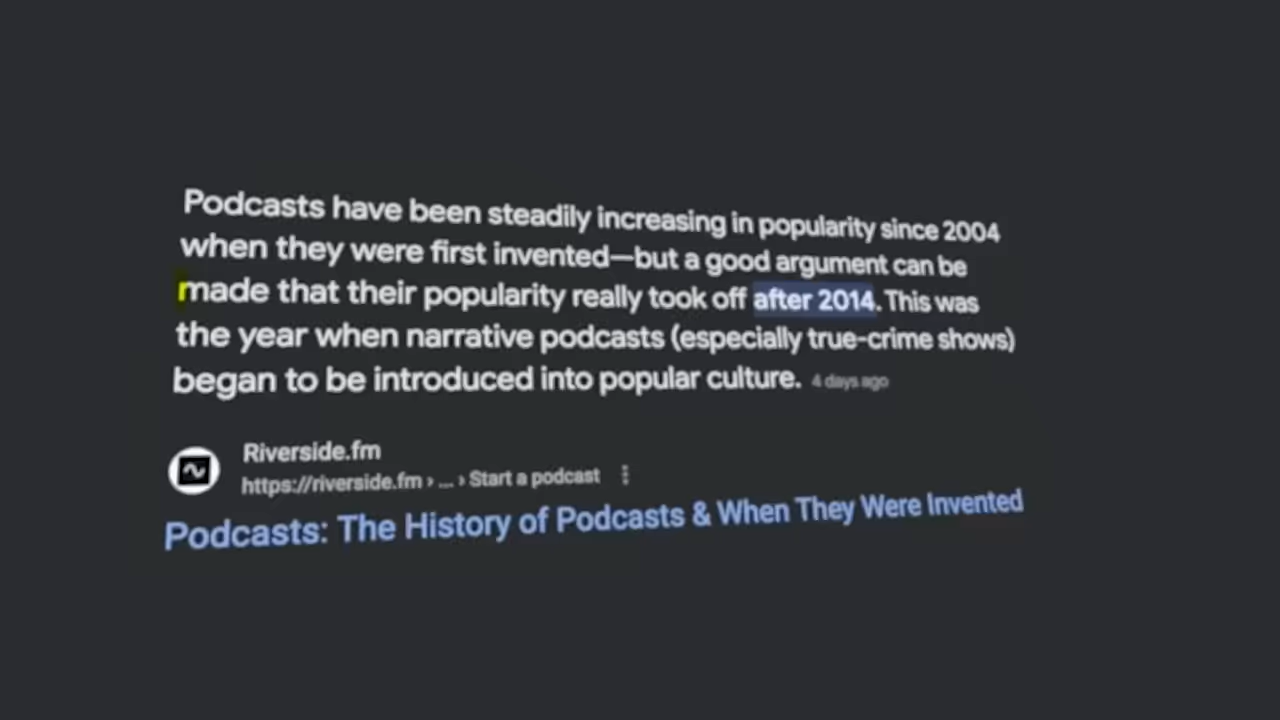 Podcasts have been steadily increasing in popularity since 2004
when they were first invented—but a good argument can be
made that their popularity really took off after 2014. This was
the year when narrative podcasts (especially true-crime shows)
began to be introduced into popular culture. 4 days ago
Riverside.fm
https://riverside.fm › ... › Start a podcast
Podcasts: The History of Podcasts & When They Were Invented